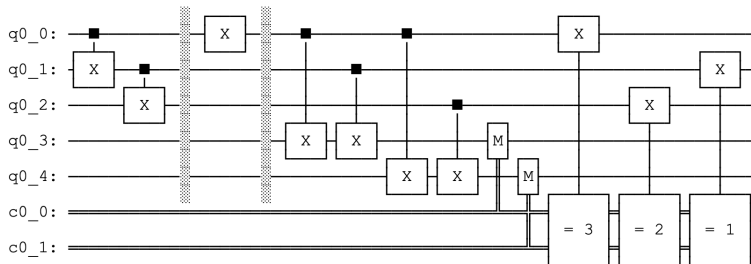 q0_0: X X
q0_1: X X
q0_2: X X
q0_3: X X M
q0_4: X X M
c0_0:
= 3 = 2 = 1
c0_1: